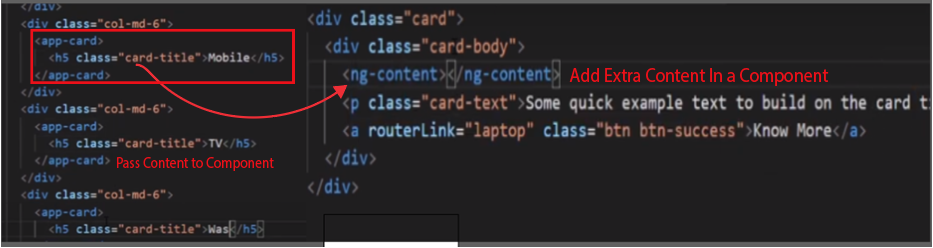 </div>
<div class="col-md-6">
<app-card>
<h5 class="card-title">Mobile</h5>
</app-card>
</div>
<div class="col-md-6">
<app-card>
<h5 class="card-title">TV</h5>
</app-card> Pass Content to Component
</div>
<div class="col-md-6">
<app-card>
<h5 class="card-title">Was</h5>
<div class="card">
<div class="card-body">
<ng-content></ng-content> Add Extra Content In a Component
<p class="card-text">Some quick example text to build on the card
<a routerLink="laptop" class="btn btn-success">Know More</a>
</div>
</div>